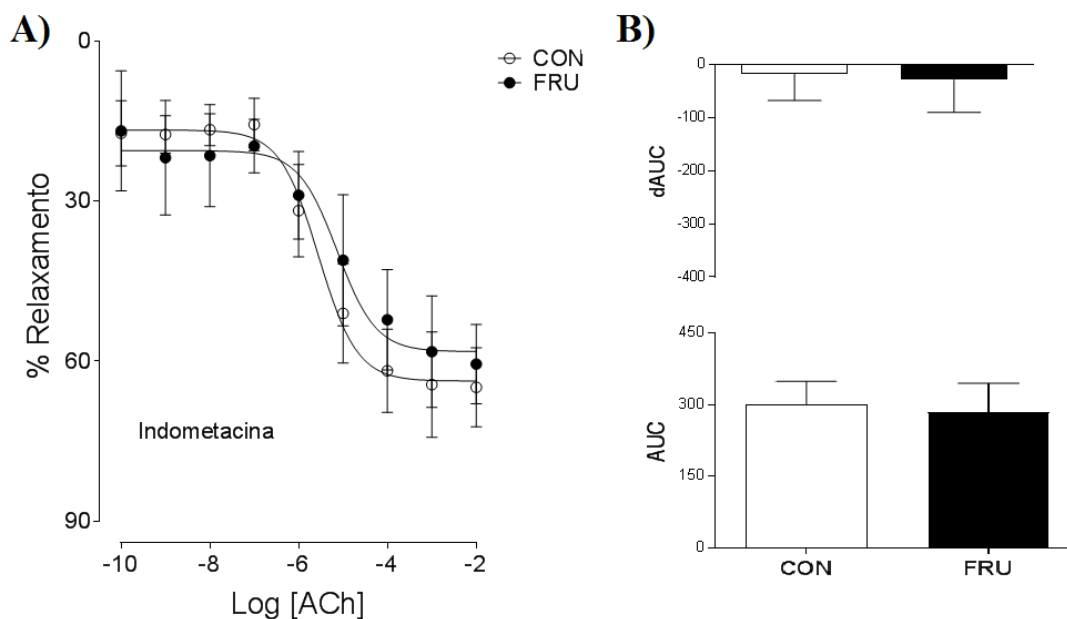 A)
CON
FRU
0
30
60
90
% Relaxamento
Indometacina
-10
-8
-6
-4
-2
Log [ACh]
B)
0
-100
-200
-300
-400
dAUC
450
300
150
0
AUC
CON
FRU